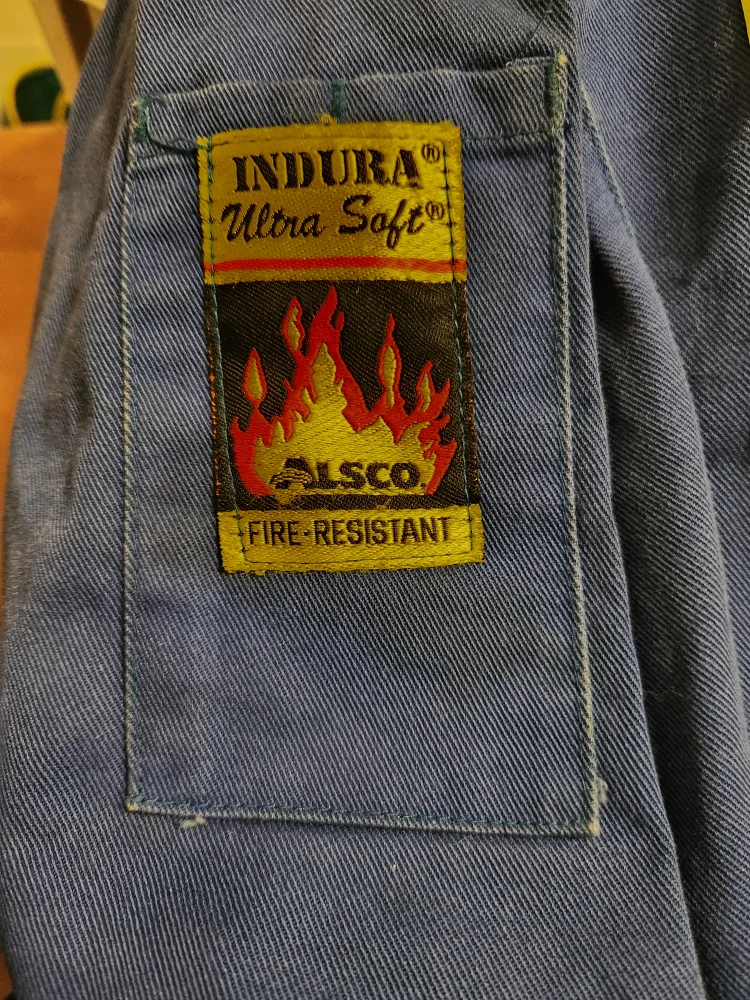 INDURA®
Ultra Soft®
ALSCO.
FIRE-RESISTANT